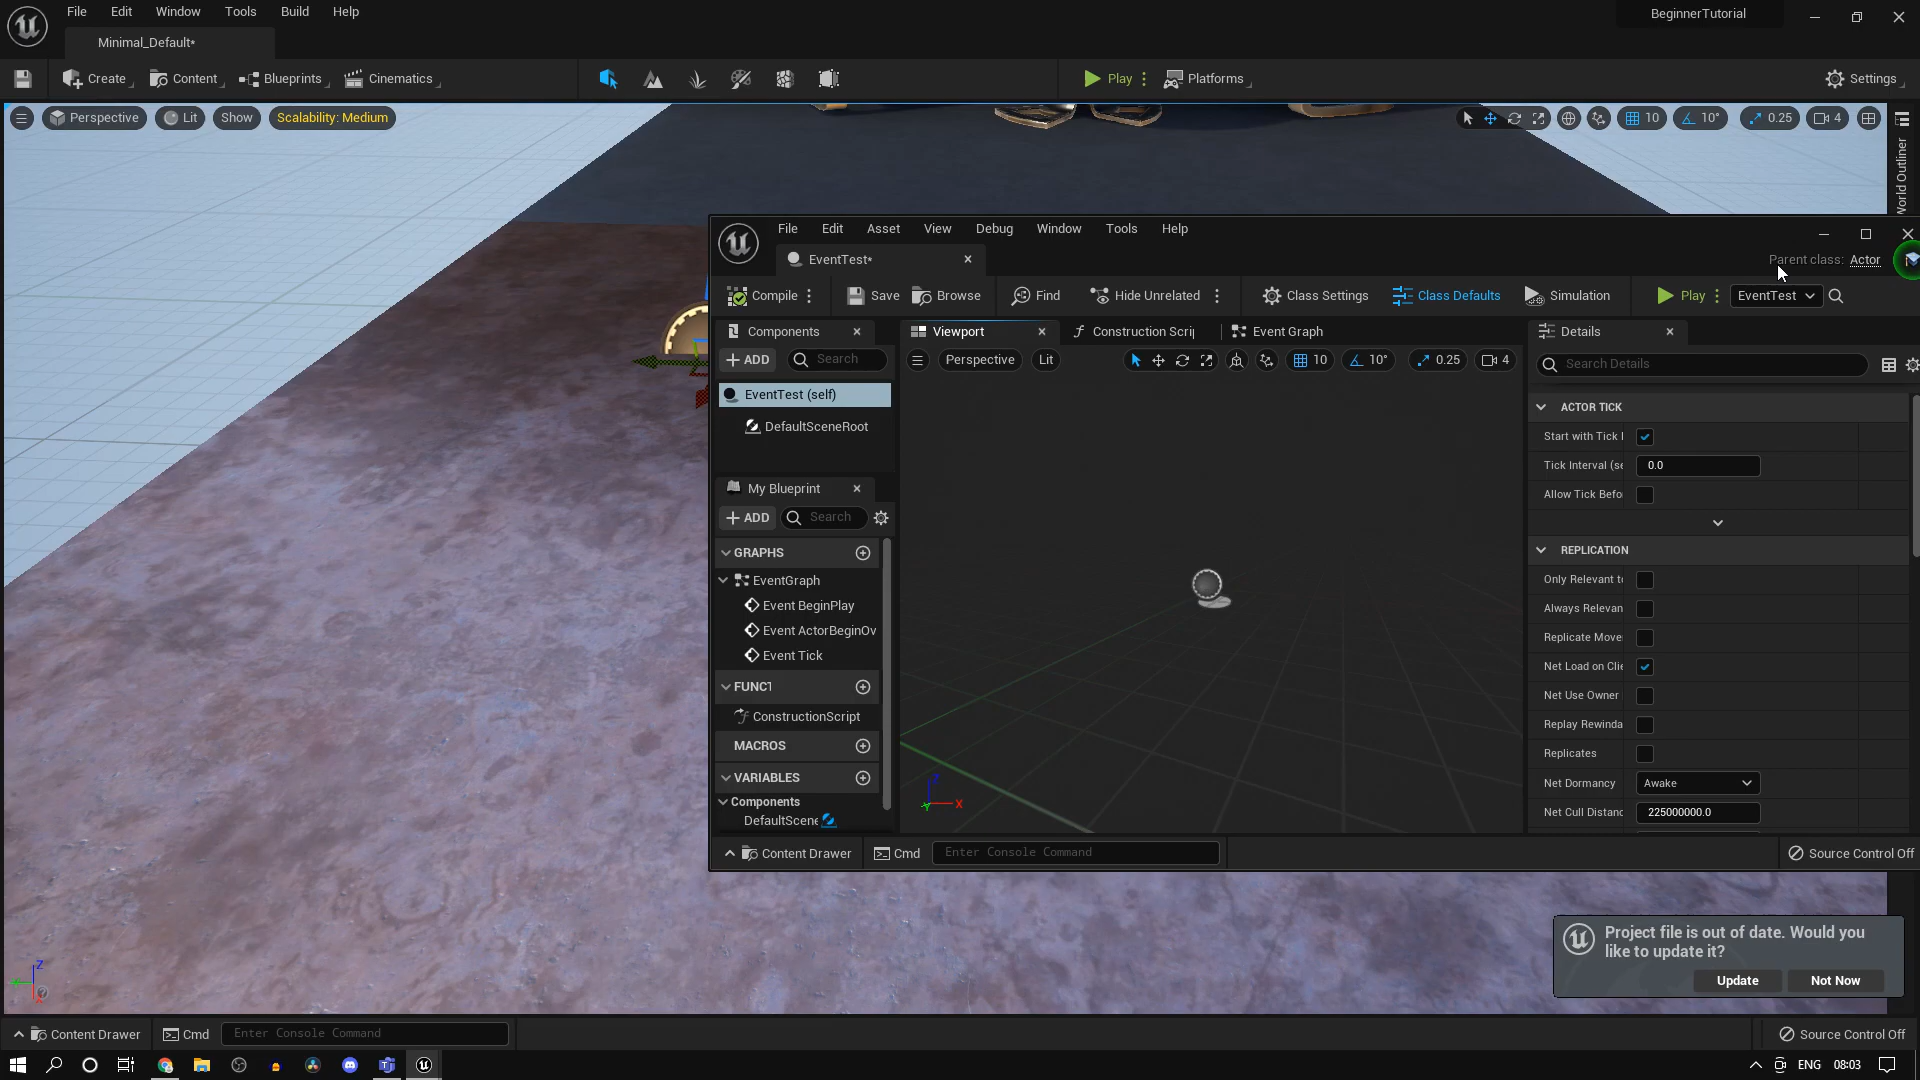 File Edit Window Tools Build Help
BeginnerTutorial
Minimal_Default*
Create Content Blueprints Cinematics Play Platforms Settings
Perspective Lit Show Scalability: Medium 10 10° 0.25 4
World Outliner
File Edit Asset View Debug Window Tools Help
EventTest*
Parent class: Actor
Compile Save Browse Find Hide Unrelated Class Settings Class Defaults Simulation Play EventTest
Components Viewport Construction Scrip Event Graph Details
+ ADD Search Perspective Lit 10 10° 0.25 4 Search Details
EventTest (self)
DefaultSceneRoot
My Blueprint
+ ADD Search
GRAPHS
EventGraph
Event BeginPlay
Event ActorBeginOv
Event Tick
FUNCT
ConstructionScript
MACROS
VARIABLES
Components
DefaultScene
Z
Y
X
ACTOR TICK
Start with Tick
Tick Interval (se 0.0
Allow Tick Befo
REPLICATION
Only Relevant to
Always Relevan
Replicate Move
Net Load on Clie
Net Use Owner
Replay Rewinda
Replicates
Net Dormancy Awake
Net Cull Distanc 225000000.0
Content Drawer Cmd Enter Console Command Source Control Off
Project file is out of date. Would you
like to update it?
Update Not Now
Z
Content Drawer Cmd Enter Console Command Source Control Off
ENG 08:03